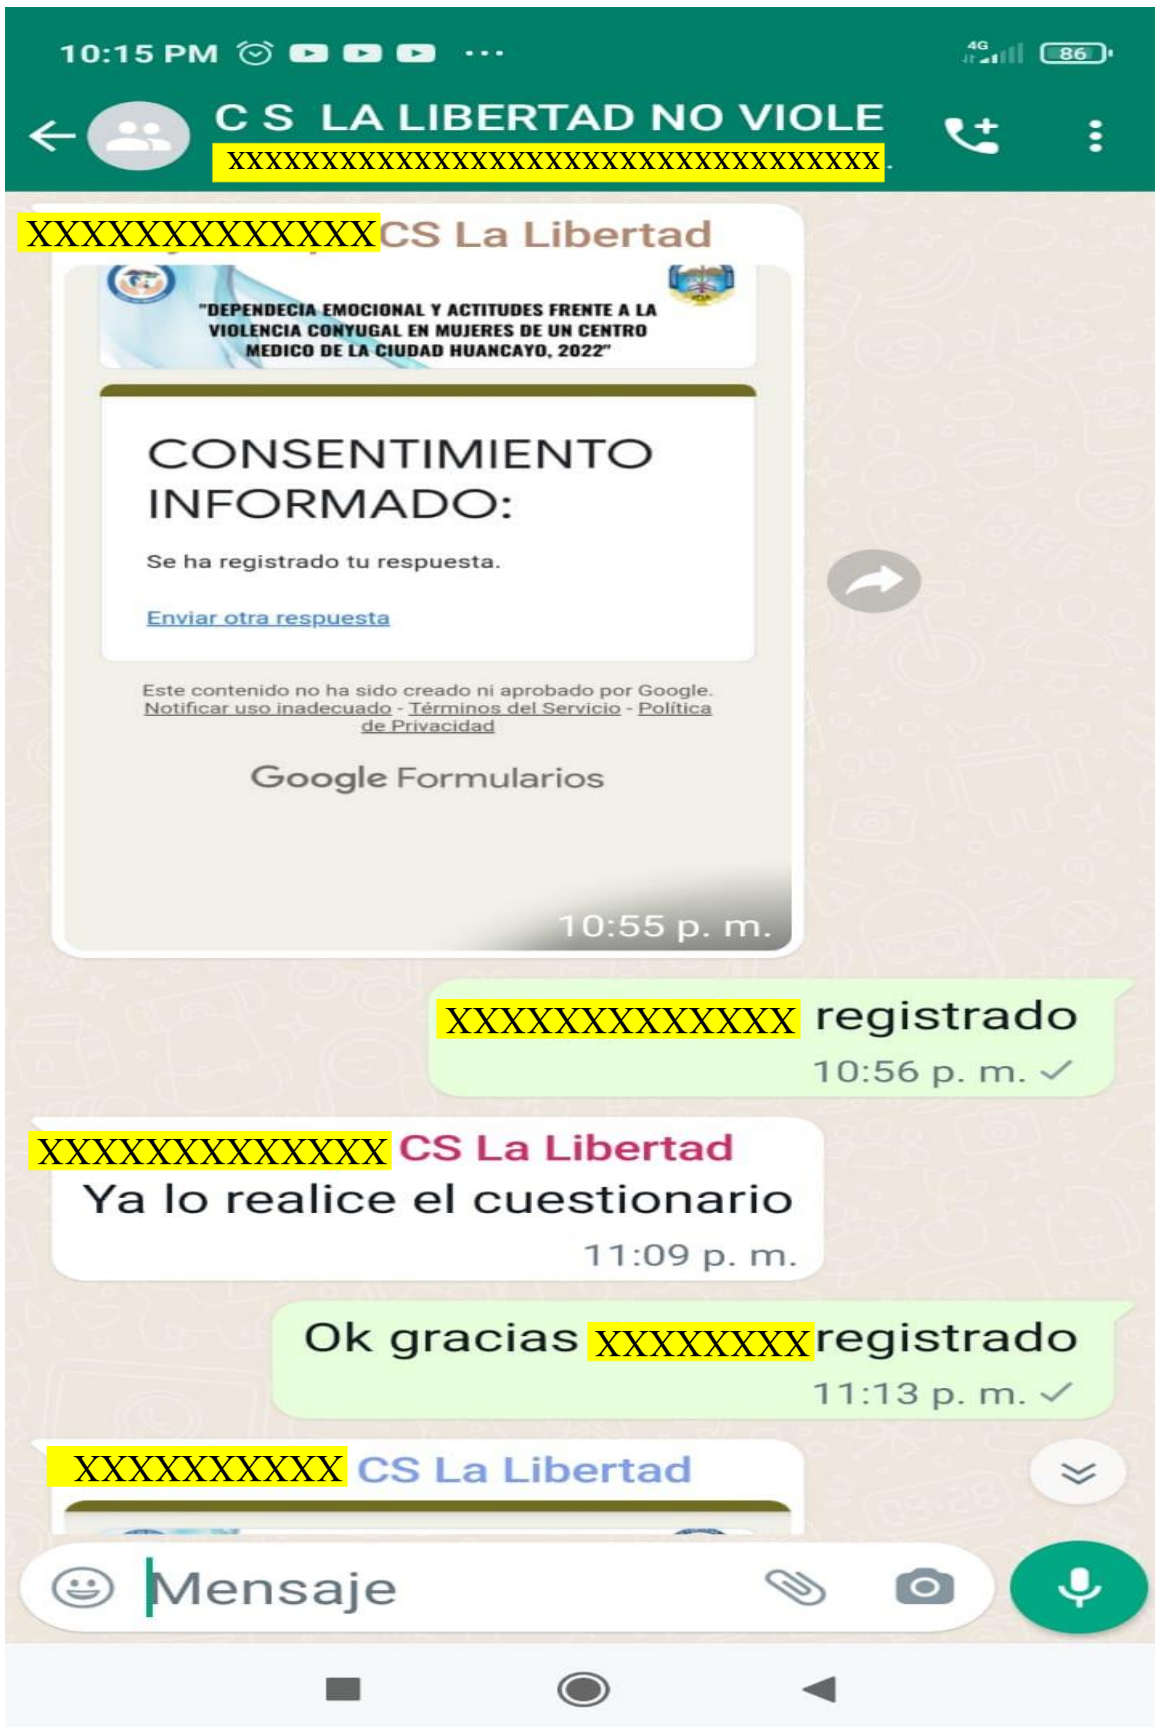 10:15 PM ...
4G
86
C S LA LIBERTAD NO VIOLE
XXXXXXXXXXXXXXXXXXXXXXXXXXXXXXXXXXX
XXXXXXXXXXXXX CS La Libertad
"DEPENDECIA EMOCIONAL Y ACTITUDES FRENTE A LA
VIOLENCIA CONYUGAL EN MUJERES DE UN CENTRO
MEDICO DE LA CIUDAD HUANCAYO, 2022"
CONSENTIMIENTO
INFORMADO:
Se ha registrado tu respuesta.
Enviar otra respuesta
Este contenido no ha sido creado ni aprobado por Google.
Notificar uso inadecuado - Términos del Servicio - Política
de Privacidad
Google Formularios
10:55 p. m.
XXXXXXXXXXXXX registrado
10:56 p. m.
XXXXXXXXXXXXX CS La Libertad
Ya lo realice el cuestionario
11:09 p. m.
Ok gracias XXXXXXXX registrado
11:13 p. m.
XXXXXXXXXX CS La Libertad
Mensaje